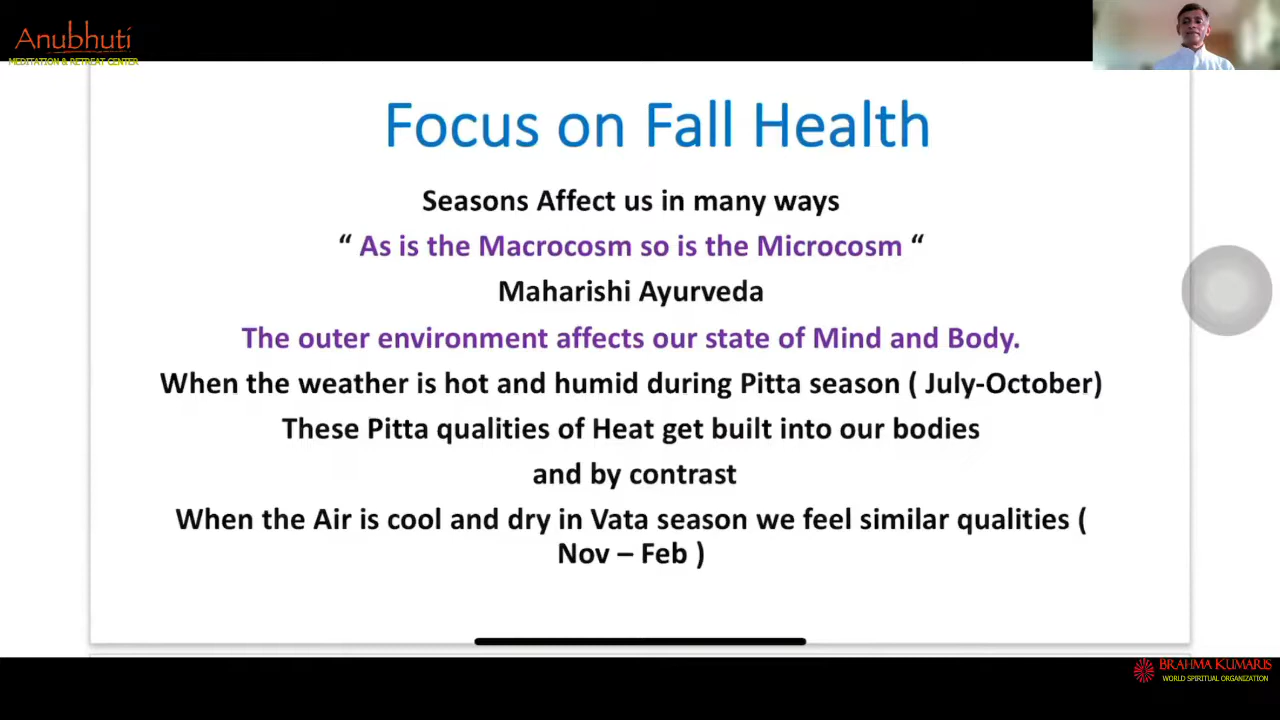 Anubhuti
MEDITATION & RETREAT CENTER
Focus on Fall Health
Seasons Affect us in many ways
“ As is the Macrocosm so is the Microcosm “
Maharishi Ayurveda
The outer environment affects our state of Mind and Body.
When the weather is hot and humid during Pitta season ( July-October)
These Pitta qualities of Heat get built into our bodies
and by contrast
When the Air is cool and dry in Vata season we feel similar qualities (
Nov – Feb )
BRAHMA KUMARIS
WORLD SPIRITUAL ORGANIZATION